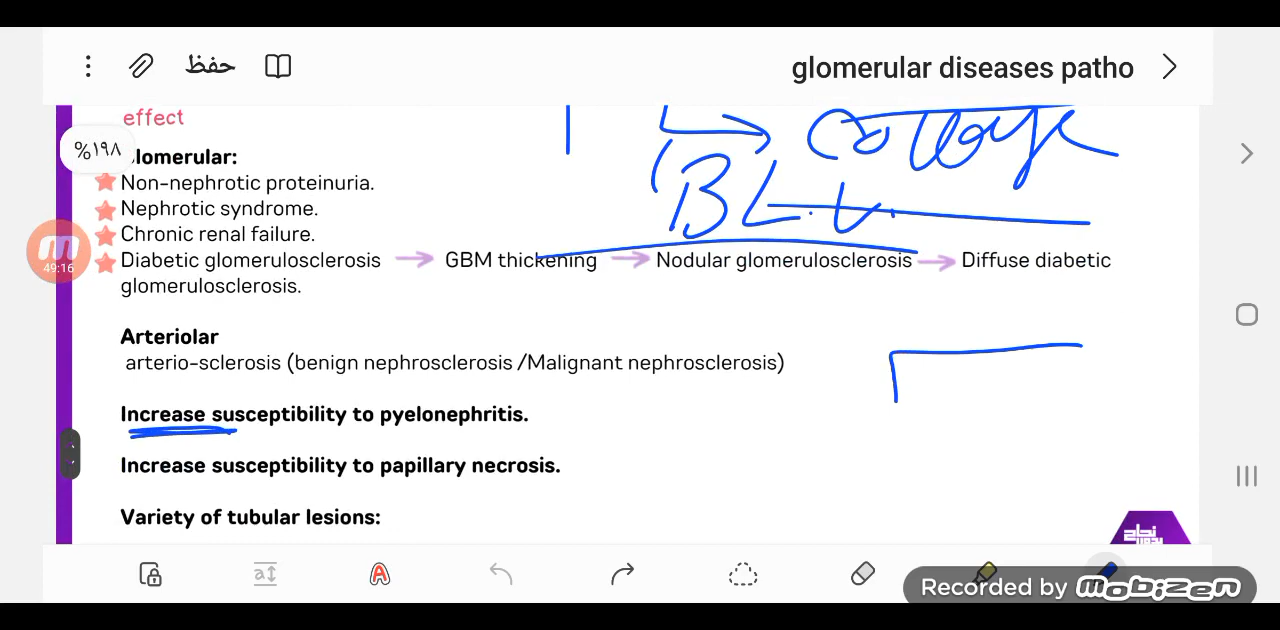 حفظ
glomerular diseases patho
effect
%١٩٨
lomerular:
Non-nephrotic proteinuria.
Nephrotic syndrome.
Chronic renal failure.
Diabetic glomerulosclerosis GBM thickening Nodular glomerulosclerosis Diffuse diabetic
glomerulosclerosis.
49:16
Arteriolar
arterio-sclerosis (benign nephrosclerosis /Malignant nephrosclerosis)
Increase susceptibility to pyelonephritis.
Increase susceptibility to papillary necrosis.
Variety of tubular lesions:
Recorded by mobizen